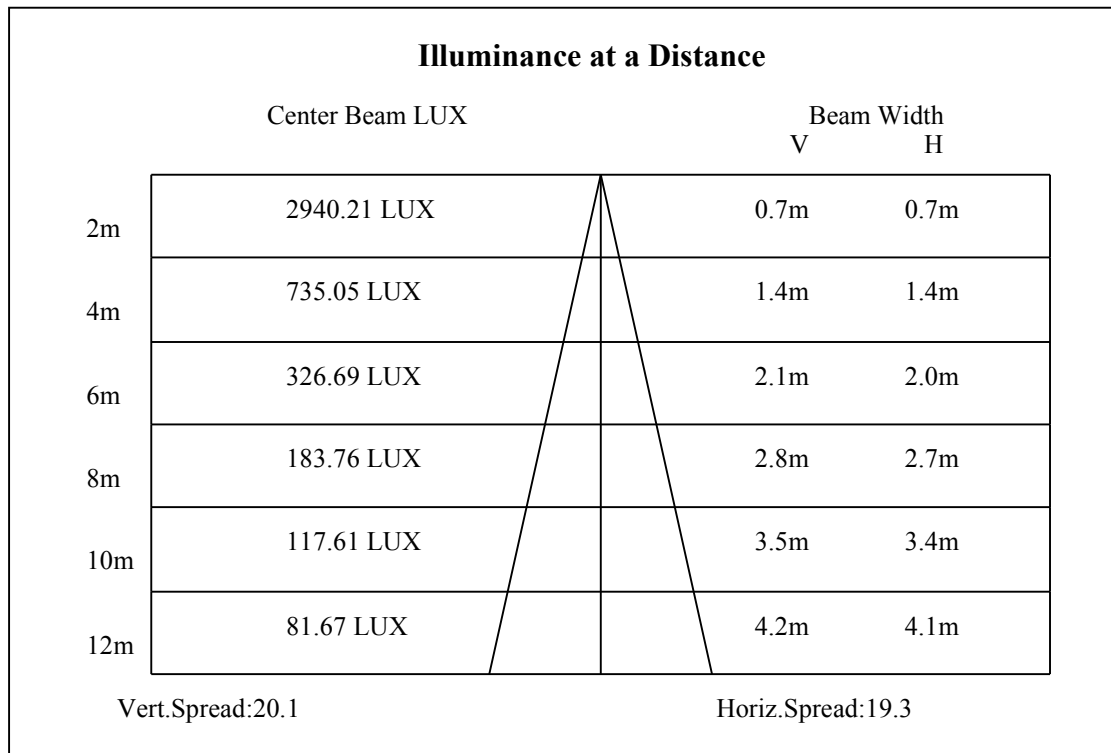 Illuminance at a Distance
Center Beam LUX Beam Width
V H
2m 2940.21 LUX 0.7m 0.7m
4m 735.05 LUX 1.4m 1.4m
6m 326.69 LUX 2.1m 2.0m
8m 183.76 LUX 2.8m 2.7m
10m 117.61 LUX 3.5m 3.4m
12m 81.67 LUX 4.2m 4.1m
Vert.Spread:20.1 Horiz.Spread:19.3